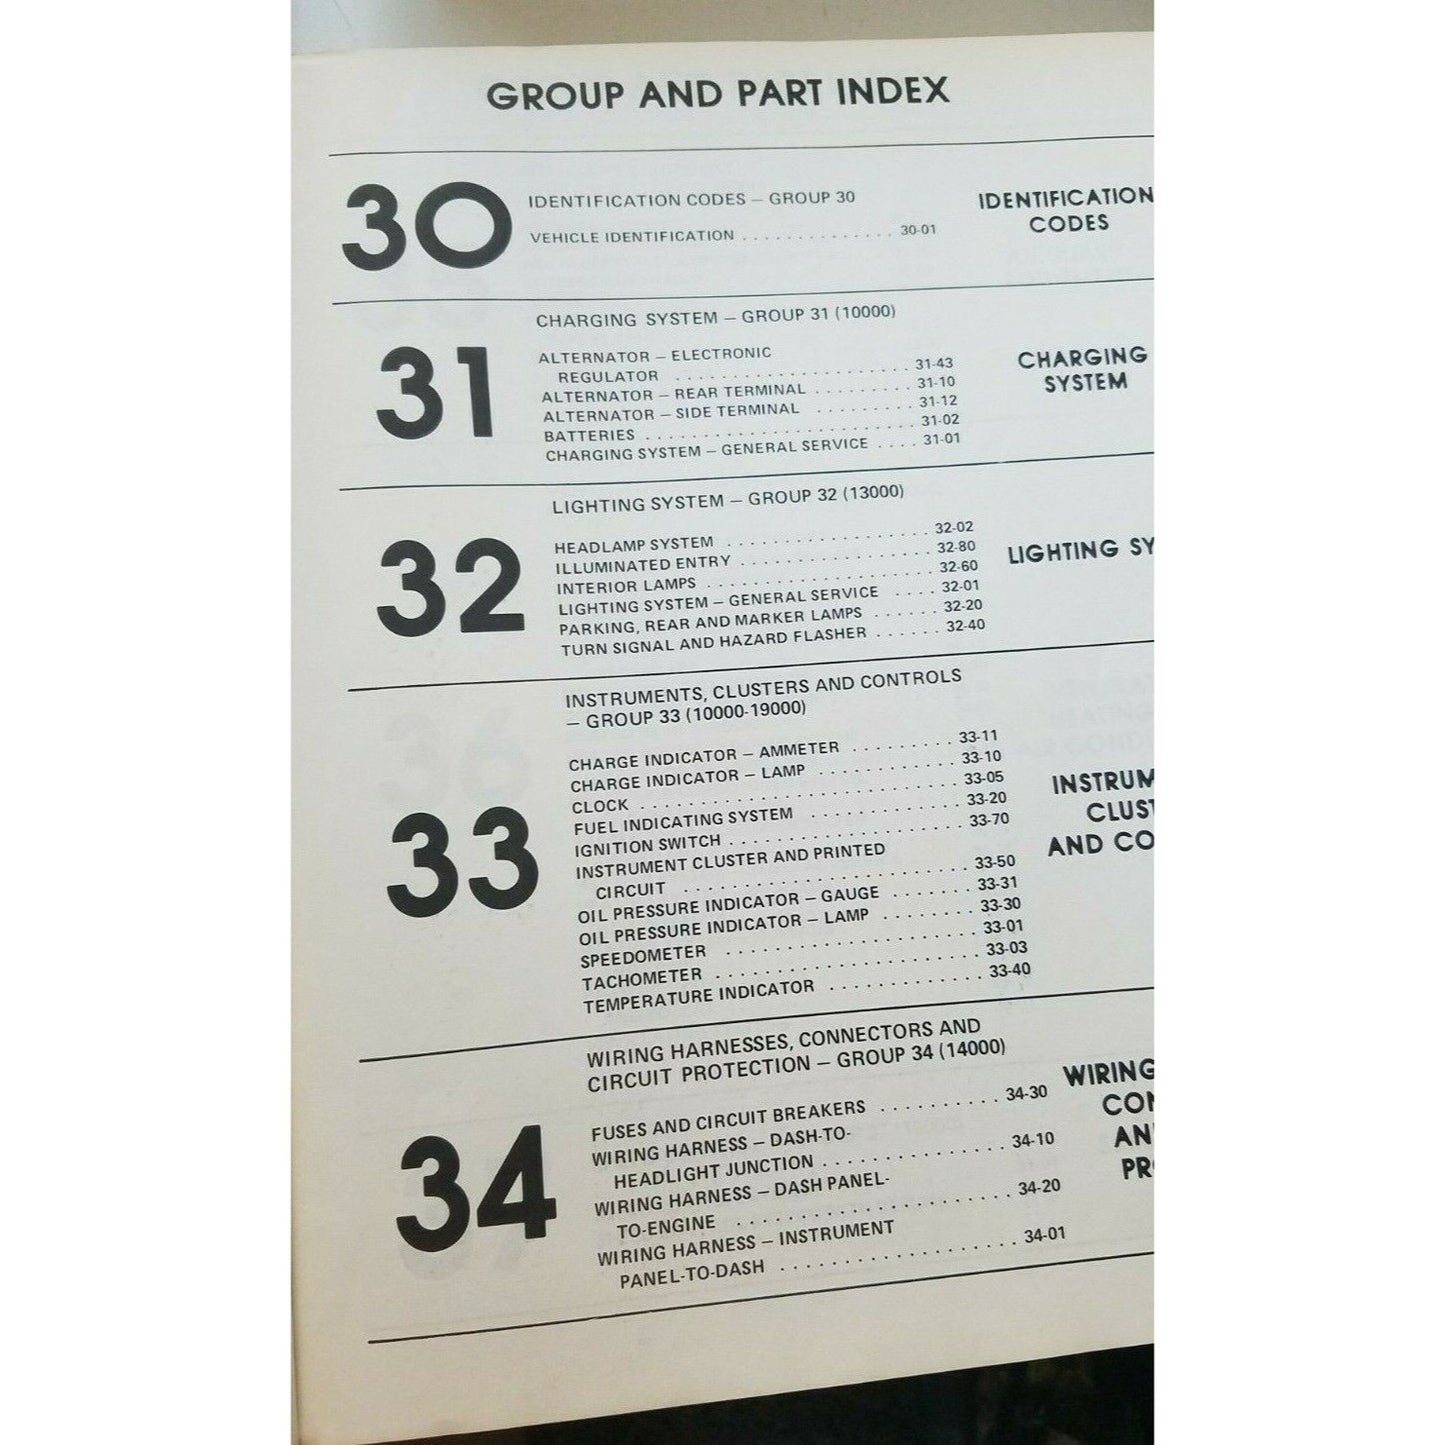 GROUP AND PART INDEX
30
IDENTIFICATION CODES – GROUP 30
VEHICLE IDENTIFICATION . . . . . . . . . . . . . . 30-01
IDENTIFICATION
CODES
31
CHARGING SYSTEM – GROUP 31 (10000)
ALTERNATOR – ELECTRONIC
REGULATOR . . . . . . . . . . . . . . . . . . . . . 31-43
ALTERNATOR – REAR TERMINAL . . . . . . . . . 31-10
ALTERNATOR – SIDE TERMINAL . . . . . . . . . 31-12
BATTERIES . . . . . . . . . . . . . . . . . . . . . . . . 31-02
CHARGING SYSTEM – GENERAL SERVICE . . . . 31-01
CHARGING
SYSTEM
32
LIGHTING SYSTEM – GROUP 32 (13000)
HEADLAMP SYSTEM . . . . . . . . . . . . . . . . . . 32-02
ILLUMINATED ENTRY . . . . . . . . . . . . . . . . . 32-80
INTERIOR LAMPS . . . . . . . . . . . . . . . . . . . . 32-60
LIGHTING SYSTEM – GENERAL SERVICE . . . . 32-01
PARKING, REAR AND MARKER LAMPS . . . . . . 32-20
TURN SIGNAL AND HAZARD FLASHER . . . . . . 32-40
LIGHTING SY
33
INSTRUMENTS, CLUSTERS AND CONTROLS
– GROUP 33 (10000-19000)
CHARGE INDICATOR – AMMETER . . . . . . . . . 33-11
CHARGE INDICATOR – LAMP . . . . . . . . . . . . 33-10
CLOCK . . . . . . . . . . . . . . . . . . . . . . . . . . . 33-05
FUEL INDICATING SYSTEM . . . . . . . . . . . . . 33-20
IGNITION SWITCH . . . . . . . . . . . . . . . . . . . . 33-70
INSTRUMENT CLUSTER AND PRINTED
CIRCUIT . . . . . . . . . . . . . . . . . . . . . . . . 33-50
OIL PRESSURE INDICATOR – GAUGE . . . . . . . 33-31
OIL PRESSURE INDICATOR – LAMP . . . . . . . . 33-30
SPEEDOMETER . . . . . . . . . . . . . . . . . . . . . 33-01
TACHOMETER . . . . . . . . . . . . . . . . . . . . . . 33-03
TEMPERATURE INDICATOR . . . . . . . . . . . . . 33-40
INSTRUM
CLUST
AND CO
34
WIRING HARNESSES, CONNECTORS AND
CIRCUIT PROTECTION – GROUP 34 (14000)
FUSES AND CIRCUIT BREAKERS . . . . . . . . . . 34-30
WIRING HARNESS – DASH-TO-
HEADLIGHT JUNCTION . . . . . . . . . . . . . . . 34-10
WIRING HARNESS – DASH PANEL-
TO-ENGINE . . . . . . . . . . . . . . . . . . . . . . . 34-20
WIRING HARNESS – INSTRUMENT
PANEL-TO-DASH . . . . . . . . . . . . . . . . . . . 34-01
WIRING
CON
AN
PRO